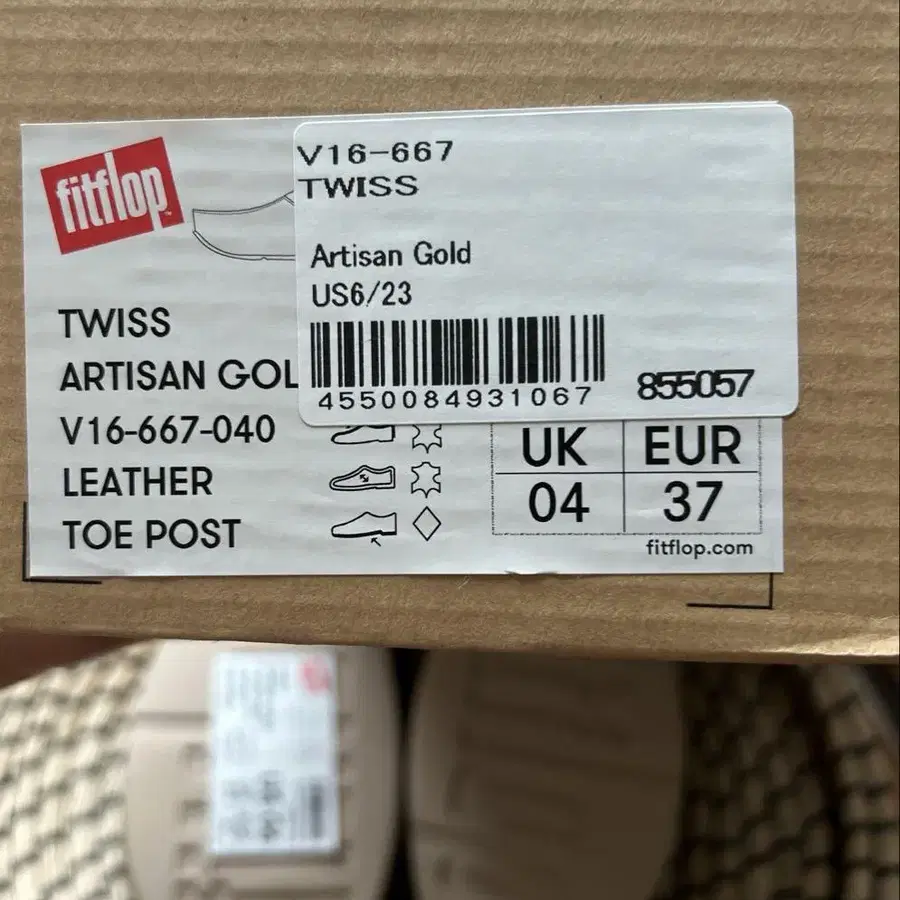 fitflop
TWISS
ARTISAN GOL
V16-667-040
LEATHER
TOE POST
V16-667
TWISS
Artisan Gold
US6/23
4550084931067
855057
UK EUR
04 37
fitflop.com